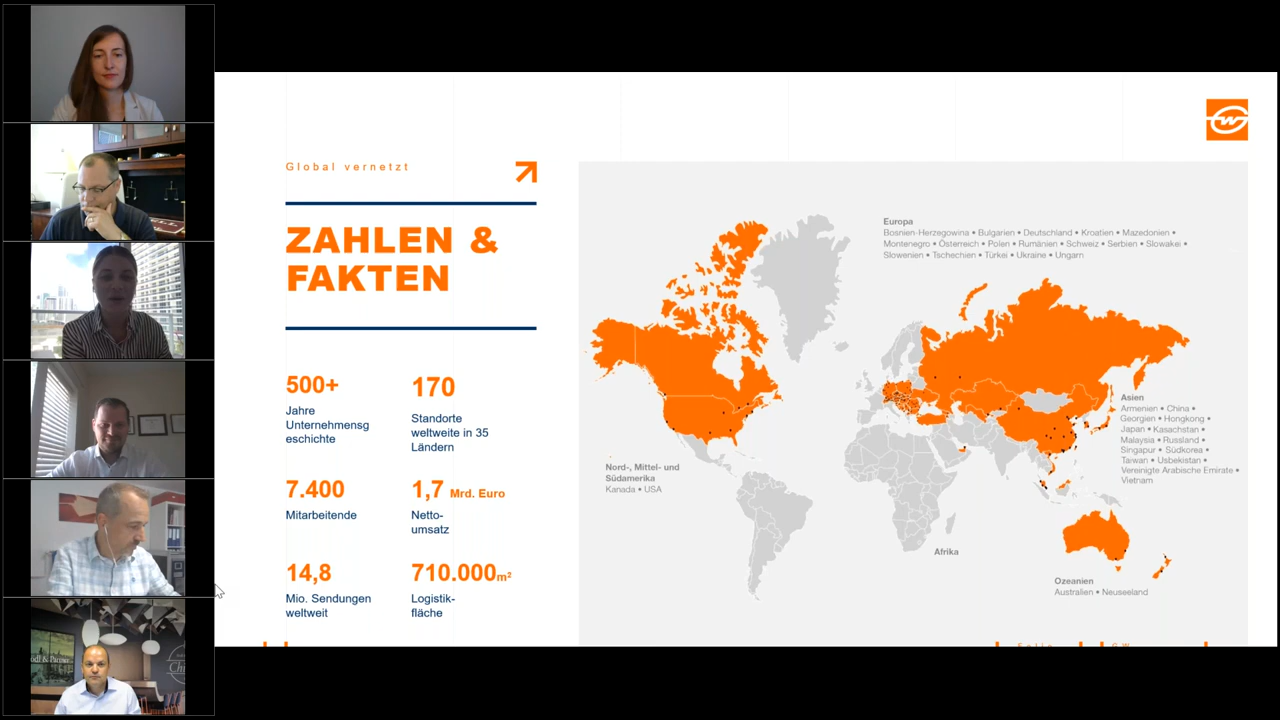 Global vernetzt
ZAHLEN &
FAKTEN
500+
Jahre
Unternehmensg
eschichte
170
Standorte
weltweite in 35
Ländern
7.400
Mitarbeitende
1,7 Mrd. Euro
Netto-
umsatz
14,8
Mio. Sendungen
weltweit
710.000m²
Logistik-
fläche
Europa
Bosnien-Herzegowina • Bulgarien • Deutschland • Kroatien • Mazedonien •
Montenegro • Österreich • Polen • Rumänien • Schweiz • Serbien • Slowakei •
Slowenien • Tschechien • Türkei • Ukraine • Ungarn
Asien
Armenien • China •
Georgien • Hongkong •
Japan • Kasachstan •
Malaysia • Russland •
Singapur • Südkorea •
Taiwan • Usbekistan •
Vereinigte Arabische Emirate •
Vietnam
Nord-, Mittel- und
Südamerika
Kanada • USA
Afrika
Ozeanien
Australien • Neuseeland
GW
ödl & Partner